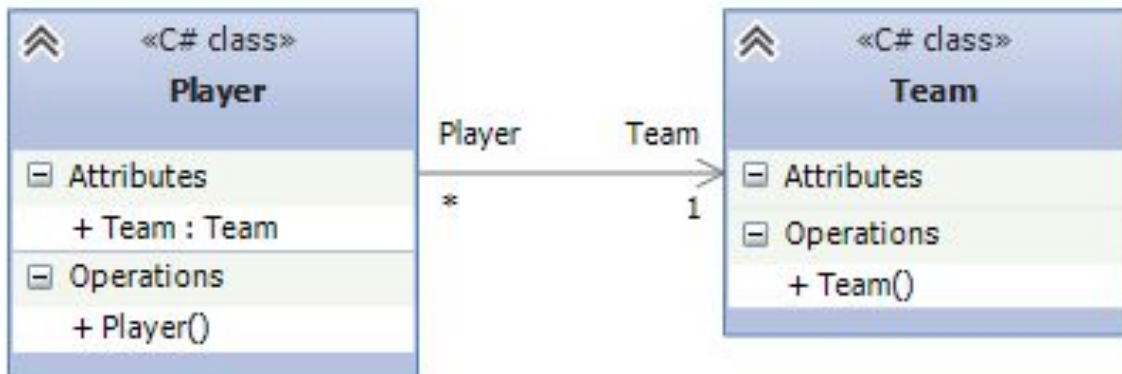 «C# class»
Player
Attributes
+ Team : Team
Operations
+ Player()
Player
Team
*
1
«C# class»
Team
Attributes
Operations
+ Team()